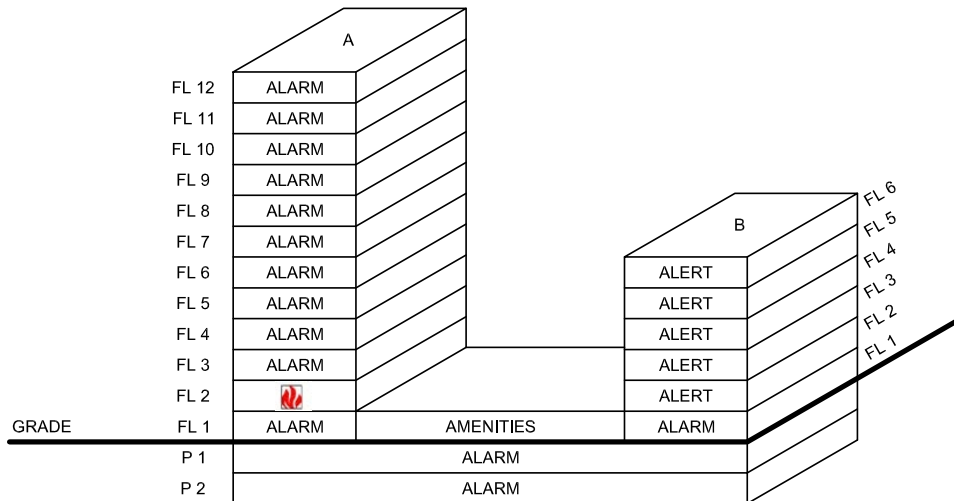 A
FL 12 ALARM
FL 11 ALARM
FL 10 ALARM
FL 9 ALARM
FL 8 ALARM
FL 7 ALARM
FL 6 ALARM
FL 5 ALARM
FL 4 ALARM
FL 3 ALARM
FL 2
GRADE FL 1 ALARM AMENITIES ALARM
P 1 ALARM
P 2 ALARM
B
ALERT
ALERT
ALERT
ALERT
ALERT
FL 6
FL 5
FL 4
FL 3
FL 2
FL 1